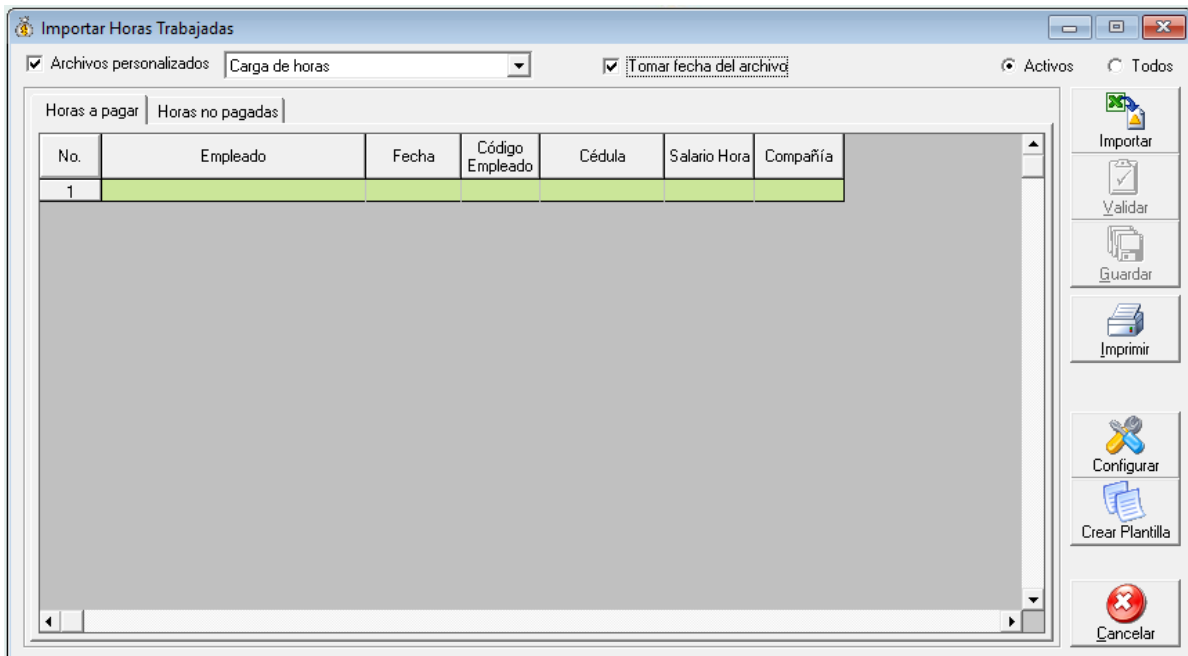 Importar Horas Trabajadas
Archivos personalizados Carga de horas Tomar fecha del archivo Activos Todos
Horas a pagar Horas no pagadas
No. Empleado Fecha Código Empleado Cédula Salario Hora Compañía
1
Importar
Validar
Guardar
Imprimir
Configurar
Crear Plantilla
Cancelar